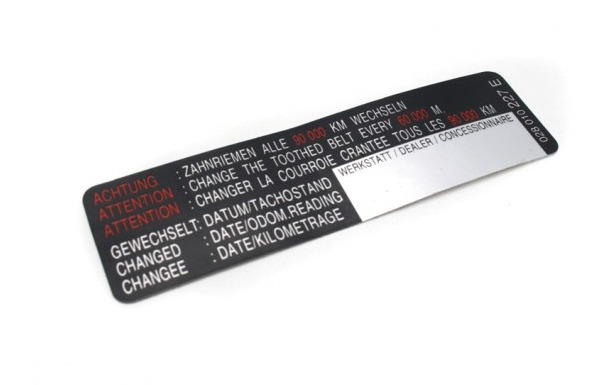 ACHTUNG : ZAHNRIEMEN ALLE 90.000 KM WECHSELN
ATTENTION : CHANGE THE TOOTHED BELT EVERY 60.000 M.
ATTENTION : CHANGER LA COURROIE CRANTEE TOUS LES 90.000 KM
GEWECHSELT: DATUM/TACHOSTAND
CHANGED : DATE/ODOM.READING
CHANGEE : DATE/KILOMETRAGE
WERKSTATT / DEALER / CONCESSIONNAIRE
028 010 227 E